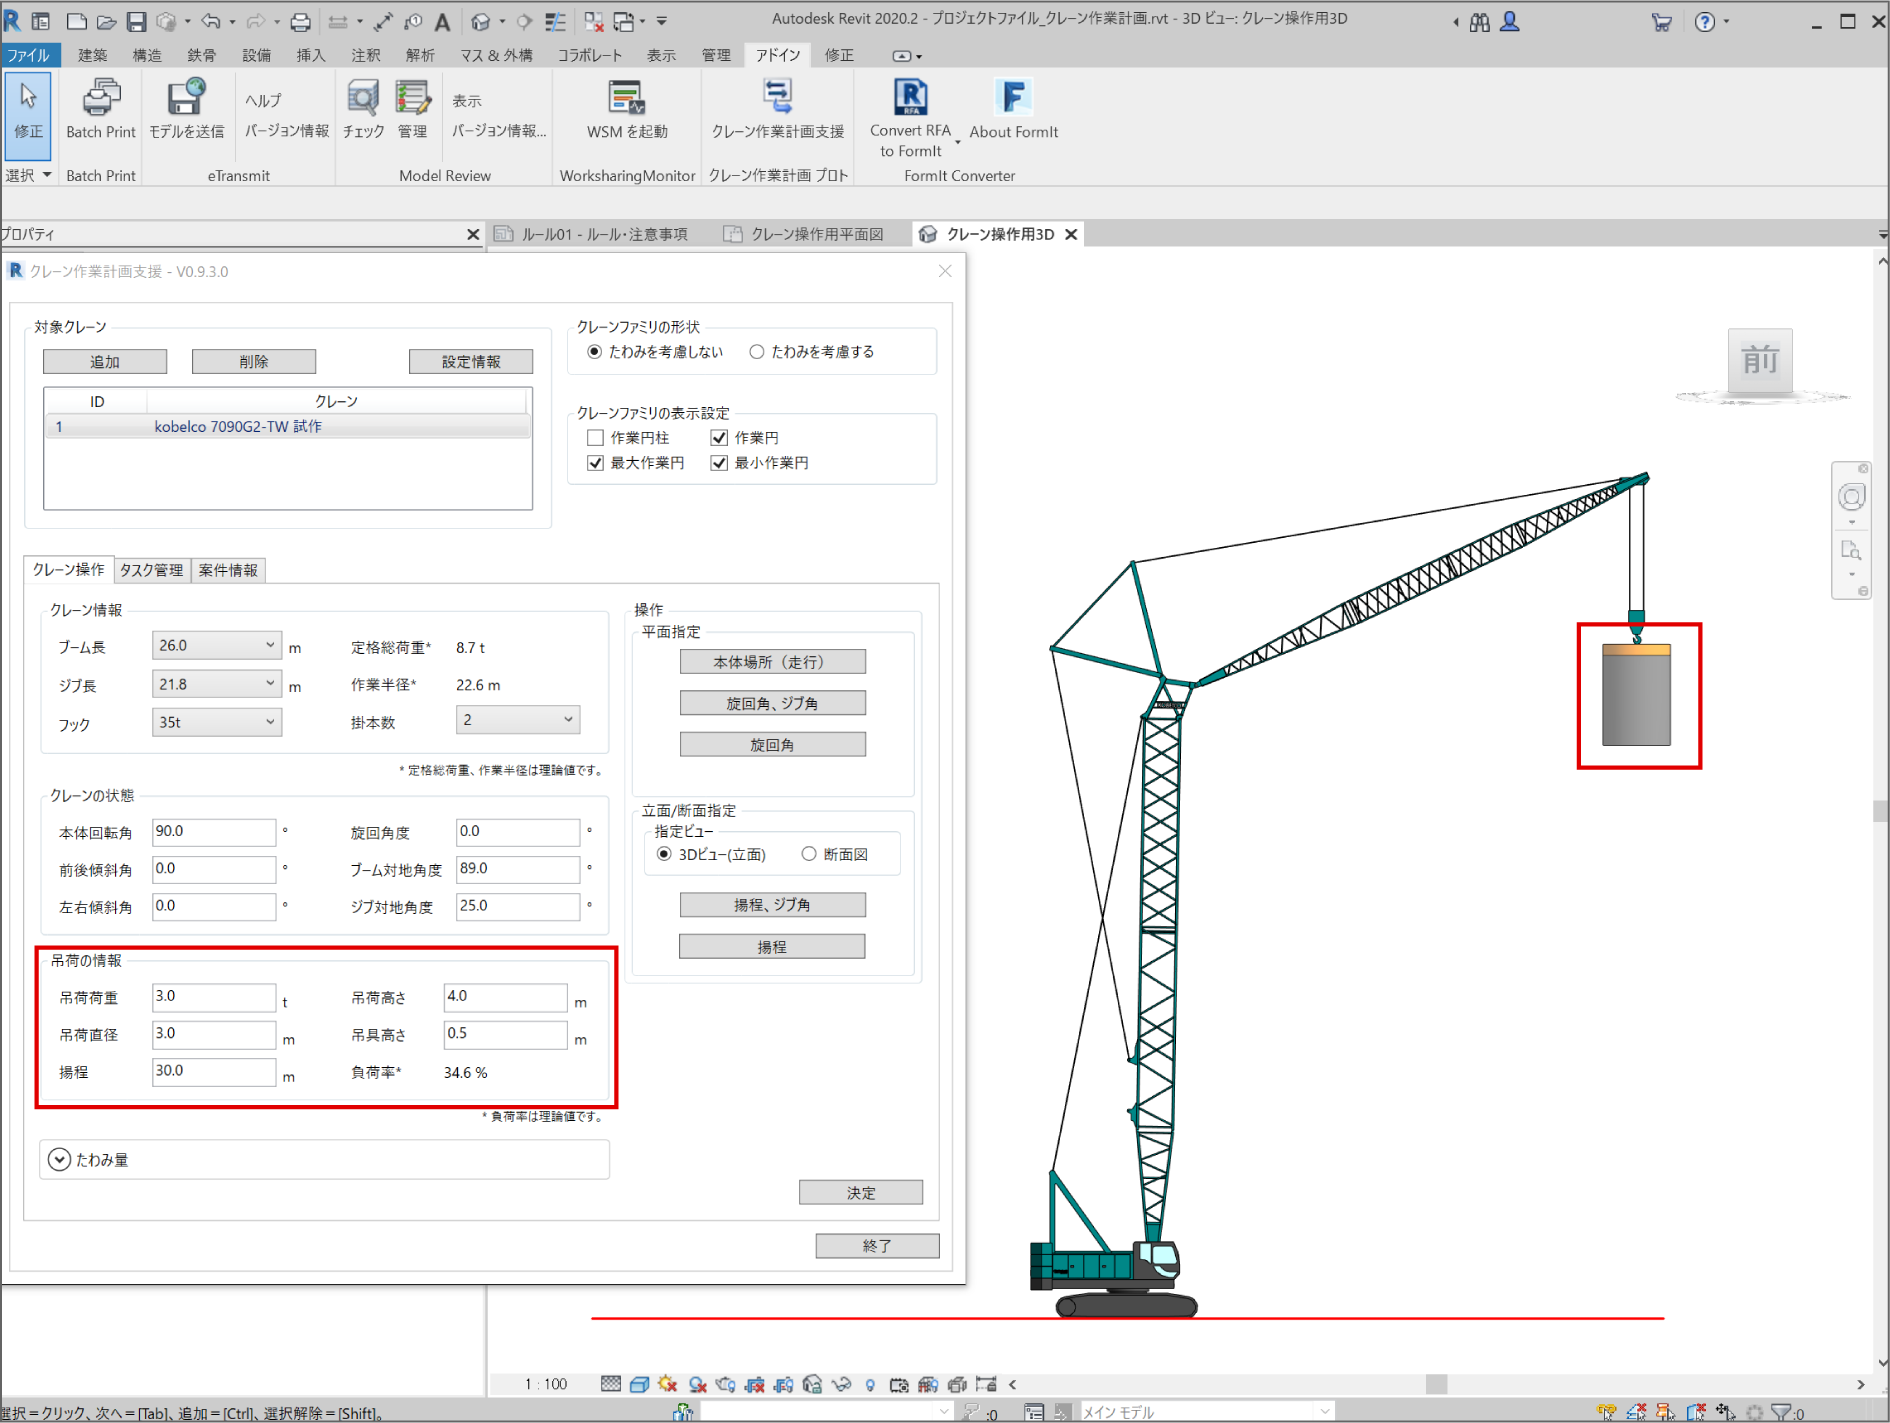 Autodesk Revit 2020.2 - プロジェクトファイル_クレーン作業計画.rvt - 3D ビュー: クレーン操作用3D
ファイル 建築 構造 鉄骨 設備 挿入 注釈 解析 マス & 外構 コラボレート 表示 管理 アドイン 修正
修正
Batch Print
モデルを送信
ヘルプ
バージョン情報
チェック
管理
表示
バージョン情報...
WSM を起動
クレーン作業計画支援
Convert RFA
to FormIt
About FormIt
選択 Batch Print eTransmit Model Review WorksharingMonitor クレーン作業計画 プロト FormIt Converter
プロパティ
ルール01 - ルール・注意事項
クレーン操作用平面図
クレーン操作用3D
クレーン作業計画支援 - V0.9.3.0
対象クレーン
追加 削除 設定情報
ID クレーン
1 kobelco 7090G2-TW 試作
クレーンファミリの形状
たわみを考慮しない たわみを考慮する
クレーンファミリの表示設定
作業円柱 作業円
最大作業円 最小作業円
クレーン操作 タスク管理 案件情報
クレーン情報
ブーム長 26.0 m 定格総荷重* 8.7 t
ジブ長 21.8 m 作業半径* 22.6 m
フック 35t 掛本数 2
* 定格総荷重、作業半径は理論値です。
クレーンの状態
本体回転角 90.0 ° 旋回角度 0.0 °
前後傾斜角 0.0 ° ブーム対地角度 89.0 °
左右傾斜角 0.0 ° ジブ対地角度 25.0 °
吊荷の情報
吊荷荷重 3.0 t 吊荷高さ 4.0 m
吊荷直径 3.0 m 吊具高さ 0.5 m
揚程 30.0 m 負荷率* 34.6 %
* 負荷率は理論値です。
たわみ量
操作
平面指定
本体場所（走行）
旋回角、ジブ角
旋回角
立面/断面指定
指定ビュー
3Dビュー(立面) 断面図
揚程、ジブ角
揚程
決定
終了
前
1 : 100
選択＝クリック、次へ＝[Tab]、追加＝[Ctrl]、選択解除＝[Shift]。
:0
メイン モデル
:0